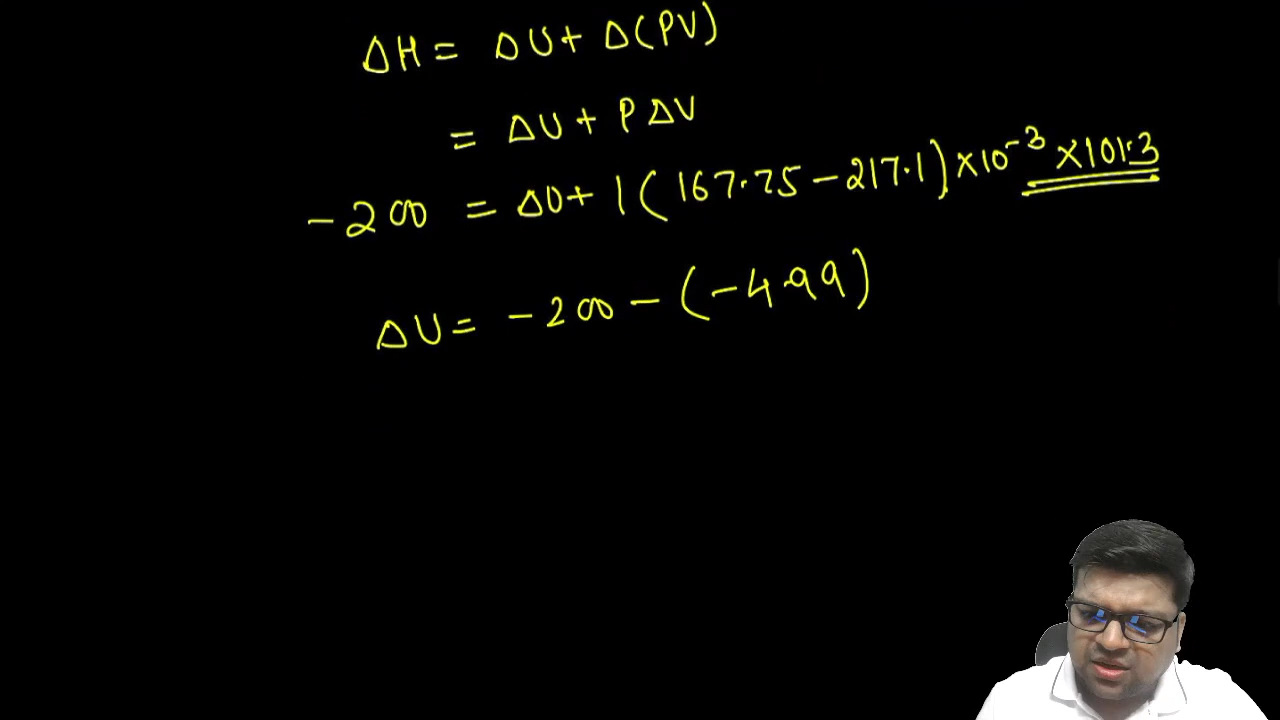 ΔH = ΔU + Δ(PV)
= ΔU + PΔV
-200 = ΔU + 1(167.75 - 217.1)×10⁻³ ×101.3
ΔU = -200 - (-4.99)